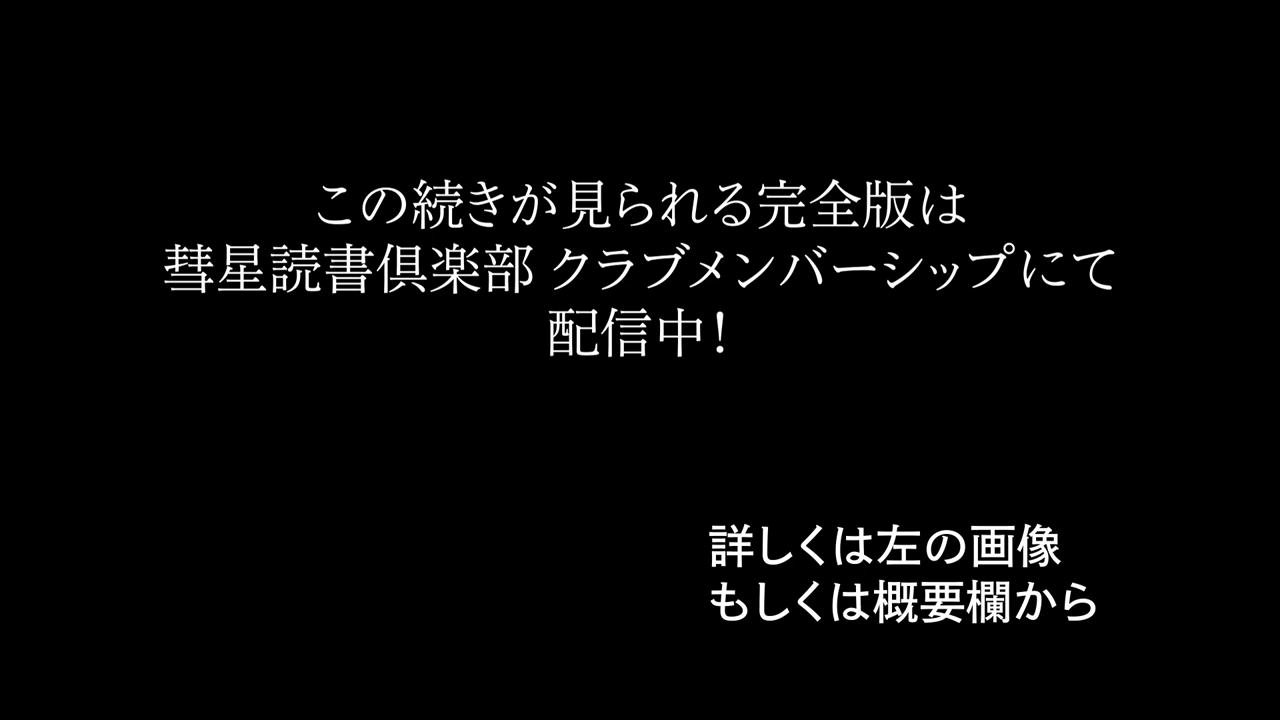 この続きが見られる完全版は
彗星読書倶楽部 クラブメンバーシップにて
配信中！
詳しくは左の画像
もしくは概要欄から